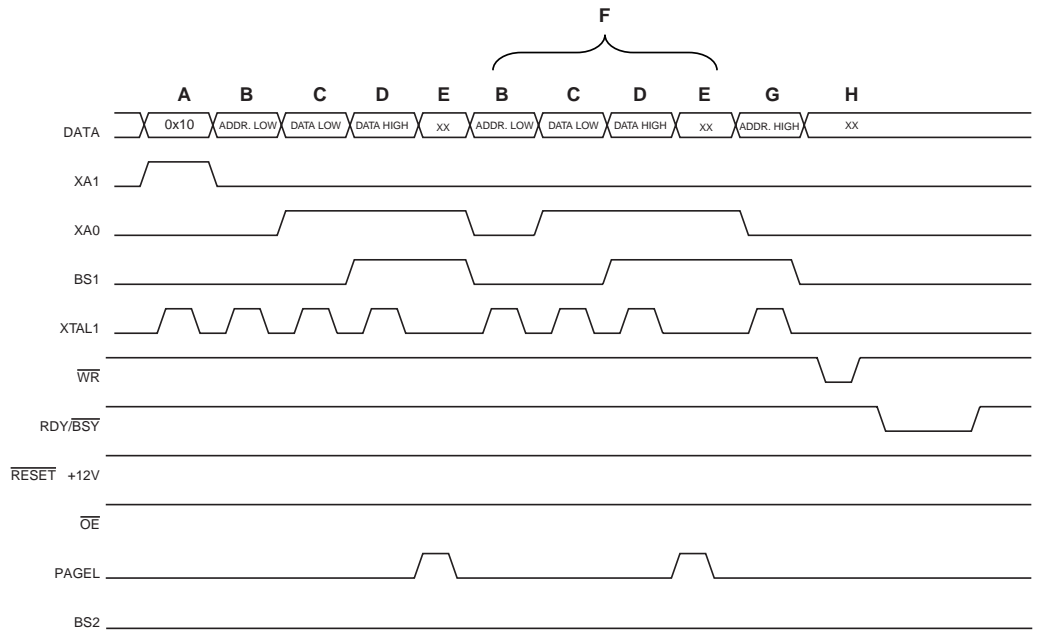 F
A B C D E B C D E G H
DATA 0x10 ADDR. LOW DATA LOW DATA HIGH XX ADDR. LOW DATA LOW DATA HIGH XX ADDR. HIGH XX
XA1
XA0
BS1
XTAL1
WR
RDY/BSY
RESET +12V
OE
PAGEL
BS2